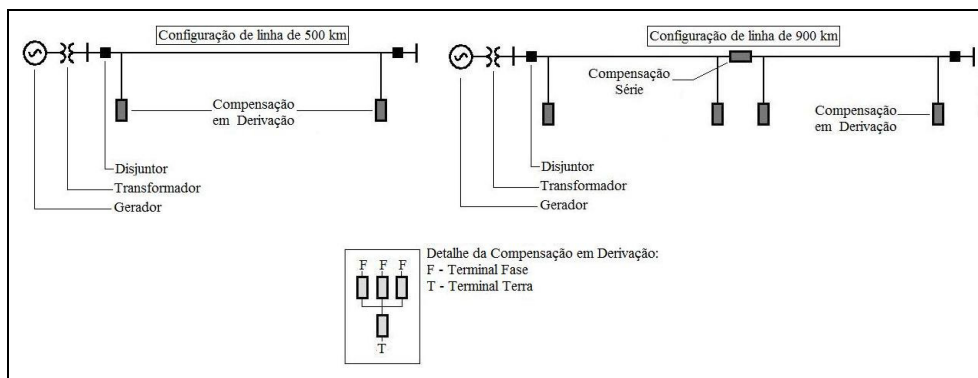 Configuração de linha de 500 km
Compensação
em Derivação
Disjuntor
Transformador
Gerador
Configuração de linha de 900 km
Compensação
Série
Compensação
em Derivação
Disjuntor
Transformador
Gerador
Detalhe da Compensação em Derivação:
F - Terminal Fase
T - Terminal Terra
F F F
T